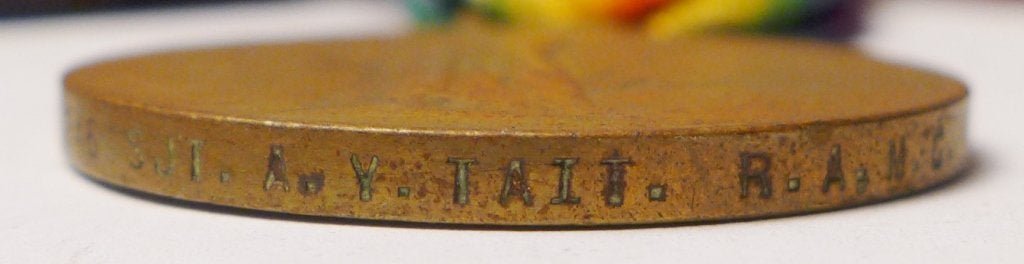 SJT. A. Y. TAIT. R. A. M. C.